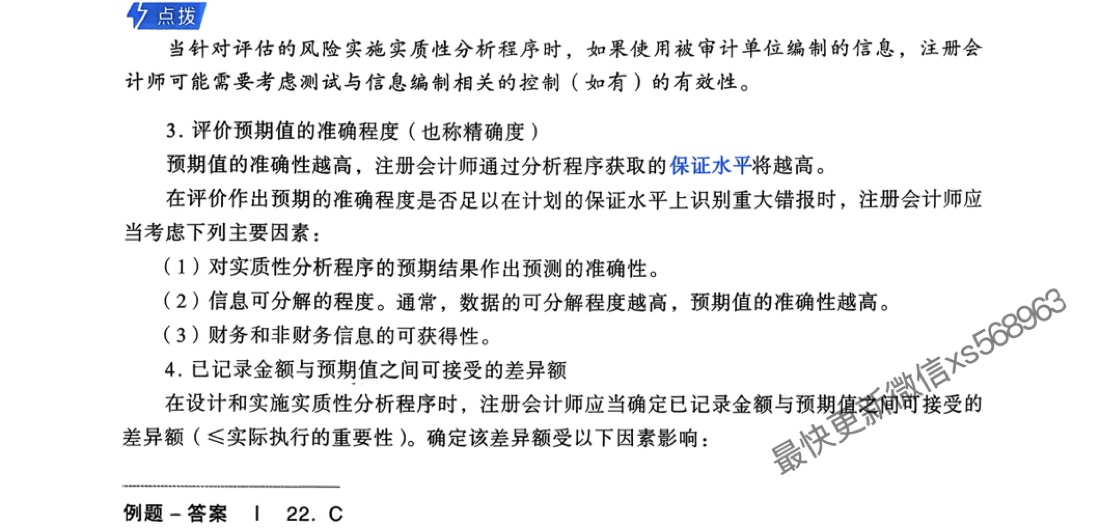 点拨
当针对评估的风险实施实质性分析程序时，如果使用被审计单位编制的信息，注册会
计师可能需要考虑测试与信息编制相关的控制（如有）的有效性。
3. 评价预期值的准确程度（也称精确度）
预期值的准确性越高，注册会计师通过分析程序获取的保证水平将越高。
在评价作出预期的准确程度是否足以在计划的保证水平上识别重大错报时，注册会计师应
当考虑下列主要因素：
（1）对实质性分析程序的预期结果作出预测的准确性。
（2）信息可分解的程度。通常，数据的可分解程度越高，预期值的准确性越高。
（3）财务和非财务信息的可获得性。
4. 已记录金额与预期值之间可接受的差异额
在设计和实施实质性分析程序时，注册会计师应当确定已记录金额与预期值之间可接受的
差异额（≤实际执行的重要性）。确定该差异额受以下因素影响：
最快更新微信xs568963
例题－答案 | 22. C